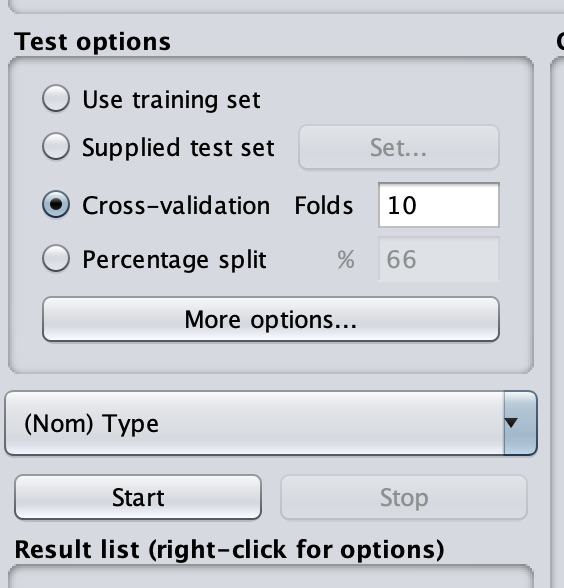 Test options
Use training set
Supplied test set Set...
Cross-validation Folds 10
Percentage split % 66
More options...
(Nom) Type
Start Stop
Result list (right-click for options)